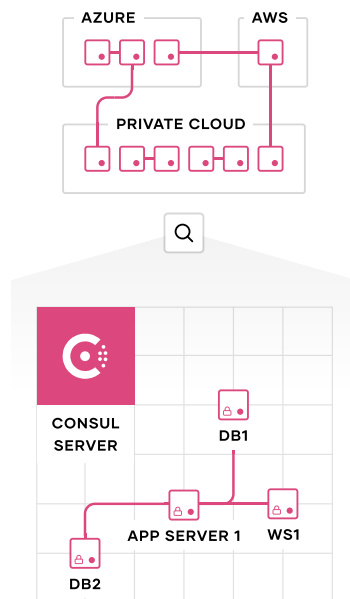 AZURE
AWS
PRIVATE CLOUD
CONSUL
SERVER
DB1
APP SERVER 1
WS1
DB2